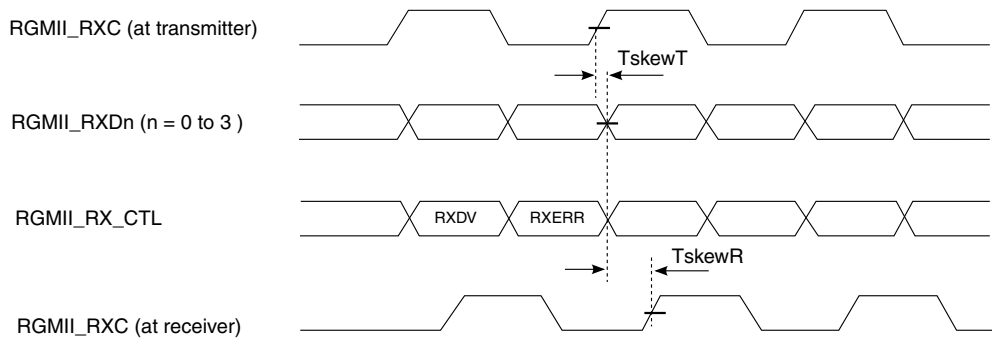 RGMII_RXC (at transmitter)
TskewT
RGMII_RXDn (n = 0 to 3 )
RGMII_RX_CTL
RXDV
RXERR
TskewR
RGMII_RXC (at receiver)